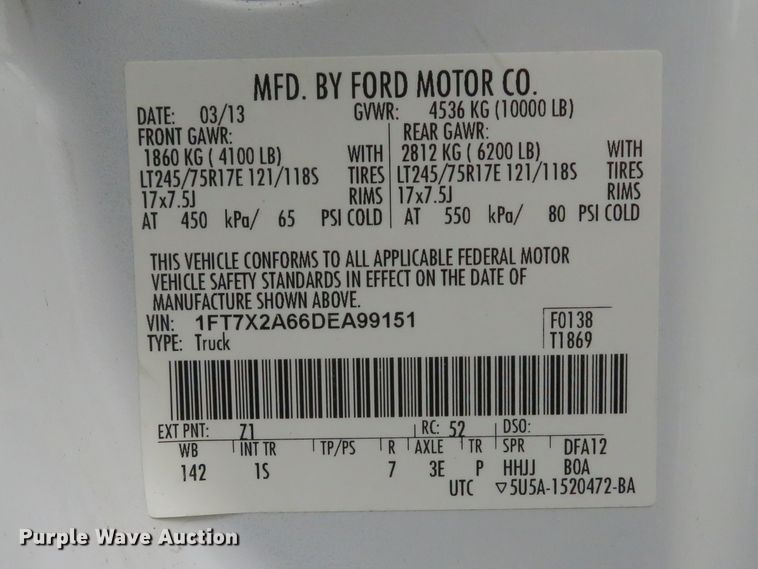 MFD. BY FORD MOTOR CO.
DATE: 03/13 GVWR: 4536 KG (10000 LB)
FRONT GAWR: REAR GAWR:
1860 KG ( 4100 LB) WITH 2812 KG ( 6200 LB) WITH
LT245/75R17E 121/118S TIRES LT245/75R17E 121/118S TIRES
17x7.5J RIMS 17x7.5J RIMS
AT 450 kPa/ 65 PSI COLD AT 550 kPa/ 80 PSI COLD
THIS VEHICLE CONFORMS TO ALL APPLICABLE FEDERAL MOTOR
VEHICLE SAFETY STANDARDS IN EFFECT ON THE DATE OF
MANUFACTURE SHOWN ABOVE.
VIN: 1FT7X2A66DEA99151 F0138
TYPE: Truck T1869
EXT PNT: Z1 RC: 52 DSO:
WB INT TR TP/PS R AXLE TR SPR DFA12
142 1S 7 3E P HHJJ BOA
UTC ▽5U5A-1520472-BA
Purple Wave Auction